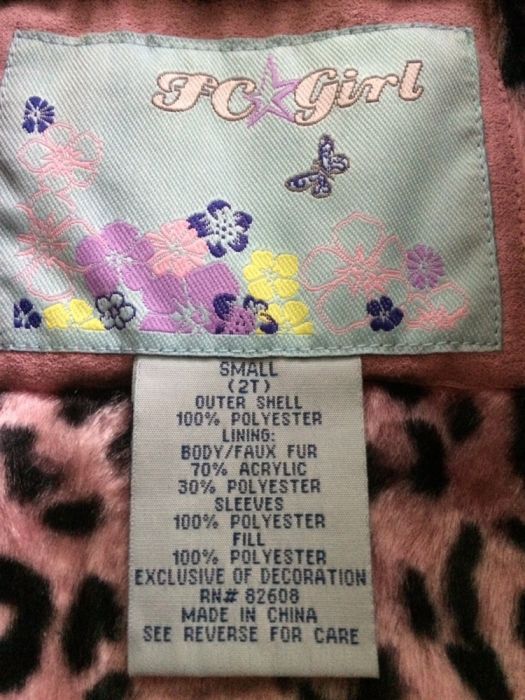 FC Girl
SMALL
(2T)
OUTER SHELL
100% POLYESTER
LINING:
BODY/FAUX FUR
70% ACRYLIC
30% POLYESTER
SLEEVES
100% POLYESTER
FILL
100% POLYESTER
EXCLUSIVE OF DECORATION
RN# 82608
MADE IN CHINA
SEE REVERSE FOR CARE